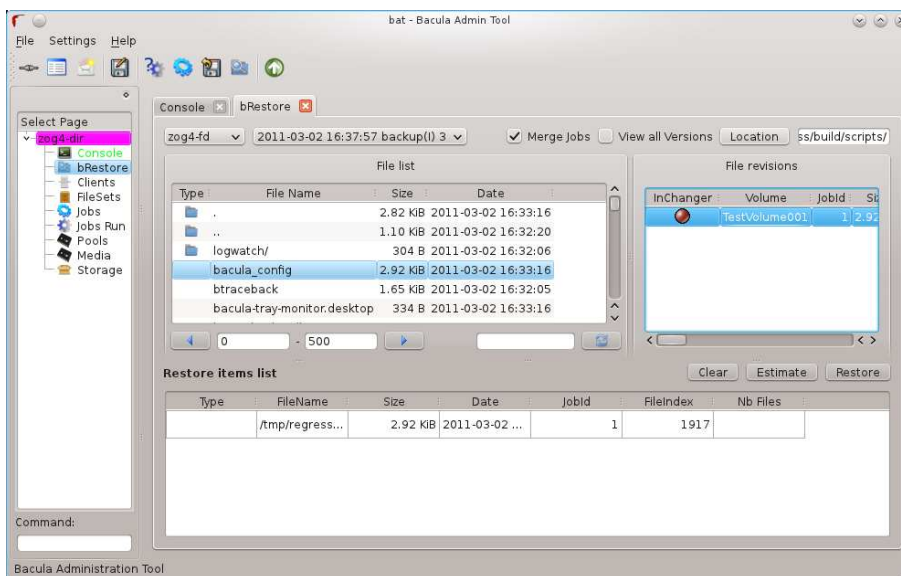 bat - Bacula Admin Tool
File Settings Help
Select Page
zog4-dir
Console
bRestore
Clients
FileSets
Jobs
Jobs Run
Pools
Media
Storage
Command:
Console bRestore
zog4-fd 2011-03-02 16:37:57 backup(I) 3 Merge Jobs View all Versions Location ss/build/scripts/
File list
Type File Name Size Date
. 2.82 KiB 2011-03-02 16:33:16
.. 1.10 KiB 2011-03-02 16:32:20
logwatch/ 304 B 2011-03-02 16:32:06
bacula_config 2.92 KiB 2011-03-02 16:33:16
btraceback 1.65 KiB 2011-03-02 16:32:05
bacula-tray-monitor.desktop 334 B 2011-03-02 16:33:16
0 - 500
File revisions
InChanger Volume JobId Si
TestVolume001 1 2.92
Restore items list Clear Estimate Restore
Type FileName Size Date JobId FileIndex Nb Files
/tmp/regress... 2.92 KiB 2011-03-02 ... 1 1917
Bacula Administration Tool